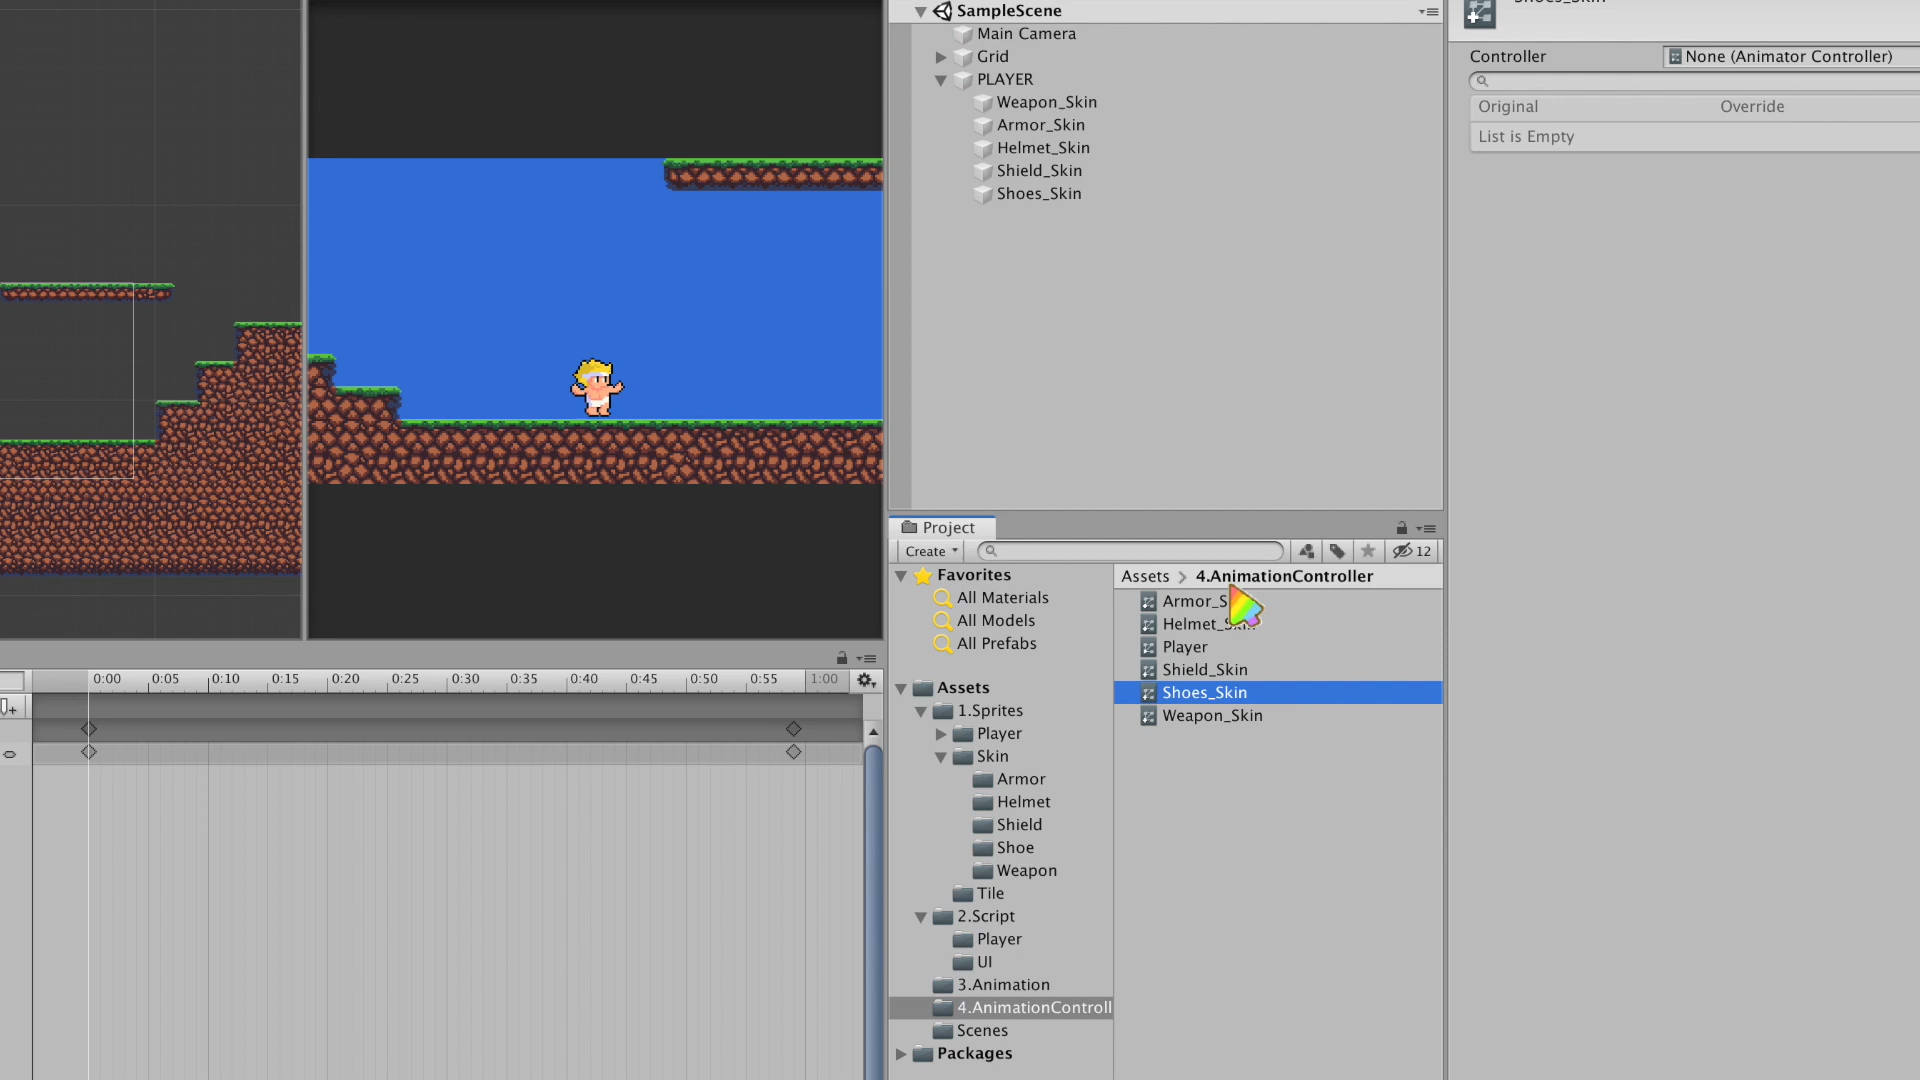 SampleScene
Main Camera
Grid
PLAYER
Weapon_Skin
Armor_Skin
Helmet_Skin
Shield_Skin
Shoes_Skin
Shoes_Skin
Controller
None (Animator Controller)
Original
Override
List is Empty
Project
Create
12
Favorites
All Materials
All Models
All Prefabs
Assets
1.Sprites
Player
Skin
Armor
Helmet
Shield
Shoe
Weapon
Tile
2.Script
Player
UI
3.Animation
4.AnimationControll
Scenes
Packages
Assets
4.AnimationController
Armor_S
Helmet_Skin
Player
Shield_Skin
Shoes_Skin
Weapon_Skin
0:00 0:05 0:10 0:15 0:20 0:25 0:30 0:35 0:40 0:45 0:50 0:55 1:00